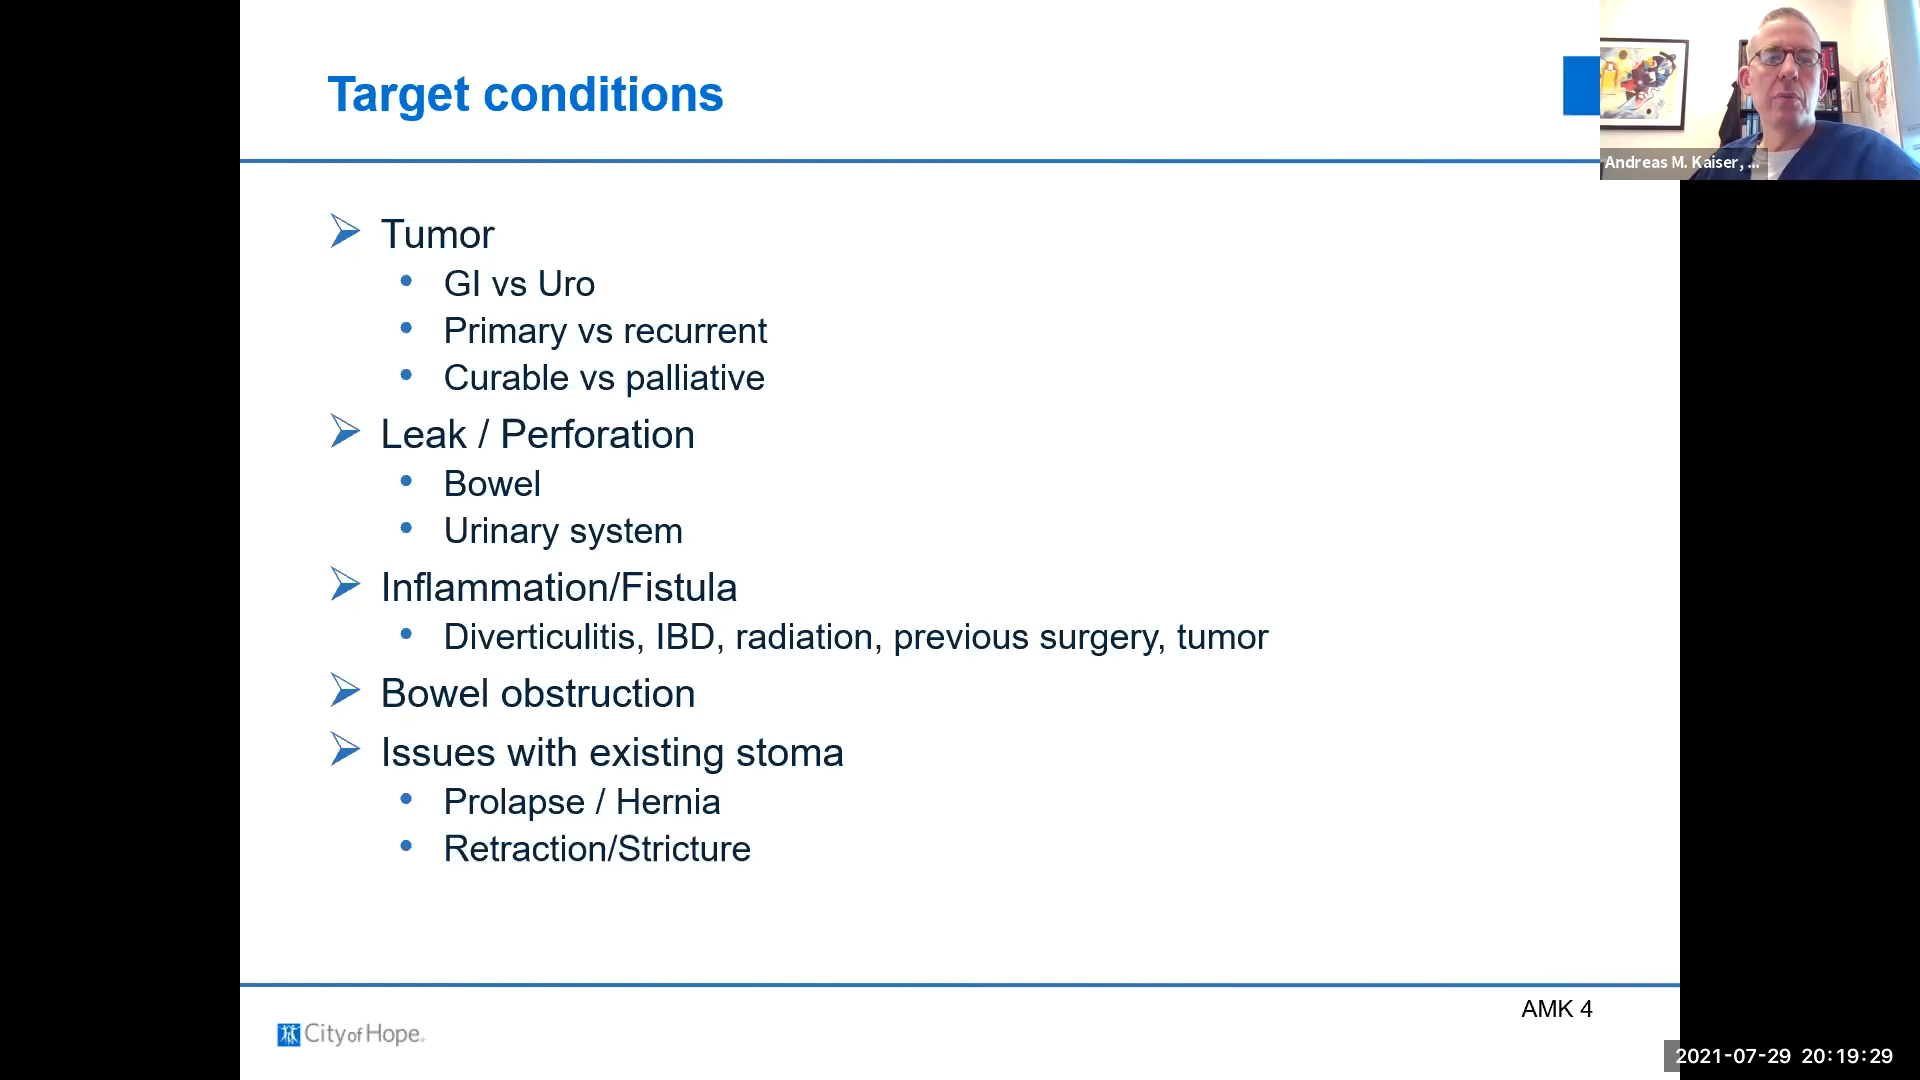 Target conditions
Andreas M. Kaiser, ...
Tumor
GI vs Uro
Primary vs recurrent
Curable vs palliative
Leak / Perforation
Bowel
Urinary system
Inflammation/Fistula
Diverticulitis, IBD, radiation, previous surgery, tumor
Bowel obstruction
Issues with existing stoma
Prolapse / Hernia
Retraction/Stricture
AMK 4
City of Hope®
2021-07-29 20:19:29